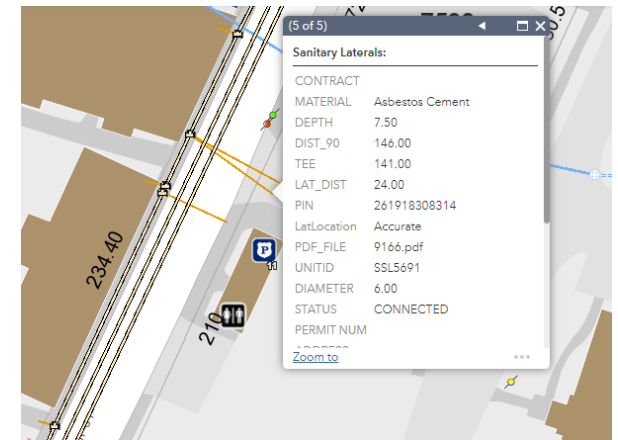 (5 of 5)
Sanitary Laterals:
CONTRACT
MATERIAL Asbestos Cement
DEPTH 7.50
DIST_90 146.00
TEE 141.00
LAT_DIST 24.00
PIN 261918308314
LatLocation Accurate
PDF_FILE 9166.pdf
UNITID SSL5691
DIAMETER 6.00
STATUS CONNECTED
PERMIT NUM
Zoom to
234.40
P
11
210